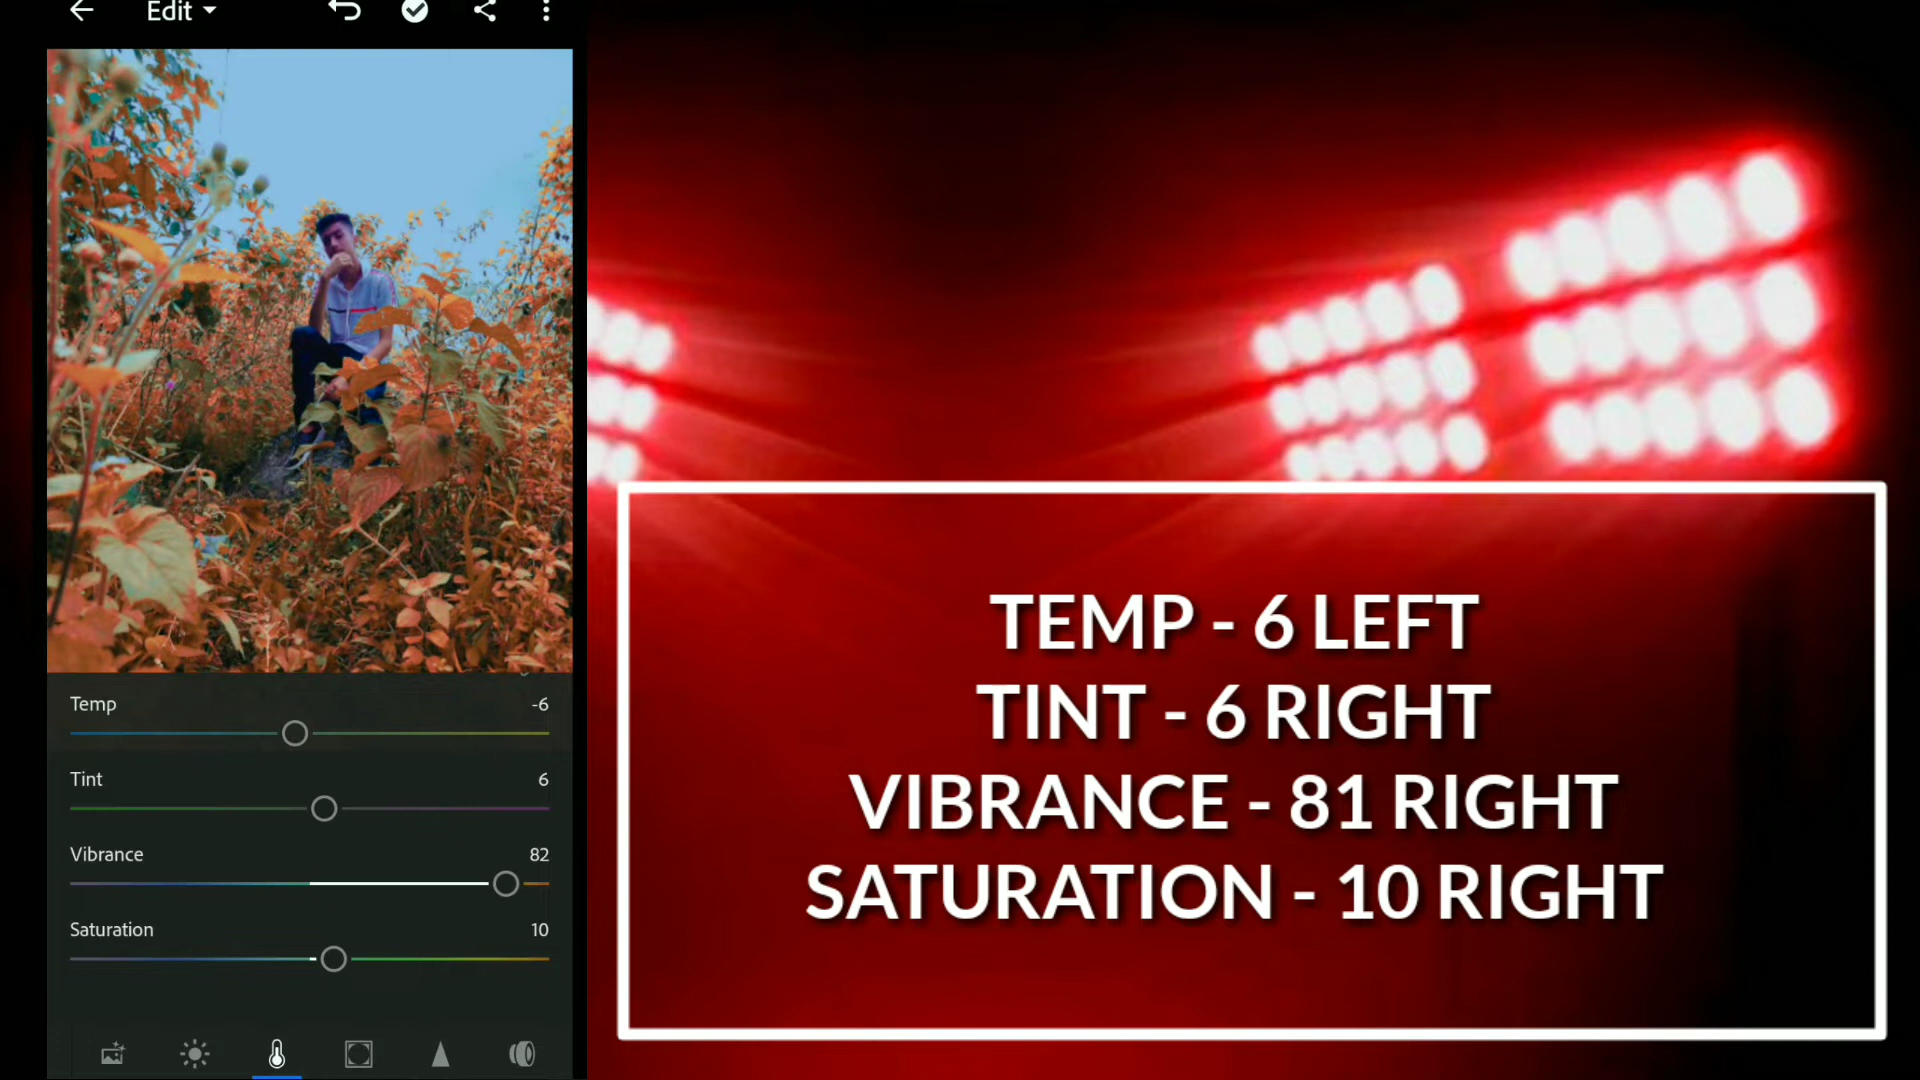 Edit
Temp -6
Tint 6
Vibrance 82
Saturation 10
TEMP - 6 LEFT
TINT - 6 RIGHT
VIBRANCE - 81 RIGHT
SATURATION - 10 RIGHT